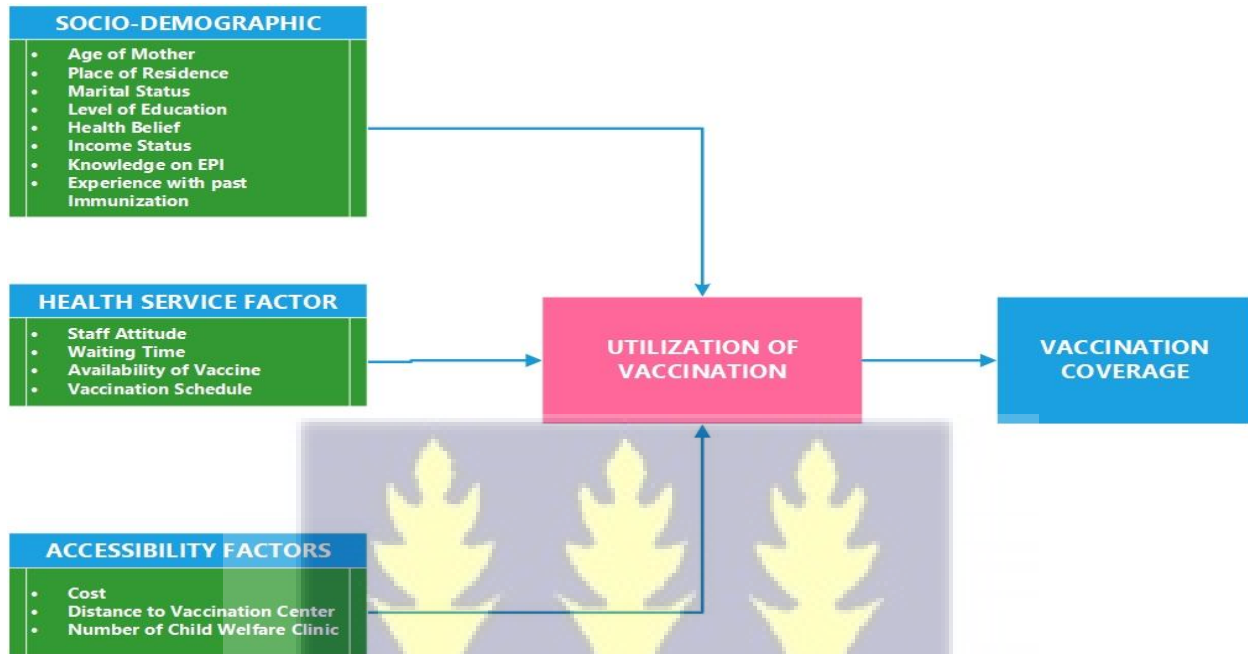 SOCIO-DEMOGRAPHIC
• Age of Mother
• Place of Residence
• Marital Status
• Level of Education
• Health Belief
• Income Status
• Knowledge on EPI
• Experience with past
Immunization
HEALTH SERVICE FACTOR
• Staff Attitude
• Waiting Time
• Availability of Vaccine
• Vaccination Schedule
UTILIZATION OF
VACCINATION
VACCINATION
COVERAGE
ACCESSIBILITY FACTORS
• Cost
• Distance to Vaccination Center
• Number of Child Welfare Clinic